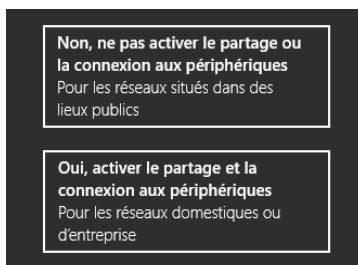 Non, ne pas activer le partage ou
la connexion aux périphériques
Pour les réseaux situés dans des
lieux publics
Oui, activer le partage et la
connexion aux périphériques
Pour les réseaux domestiques ou
d'entreprise